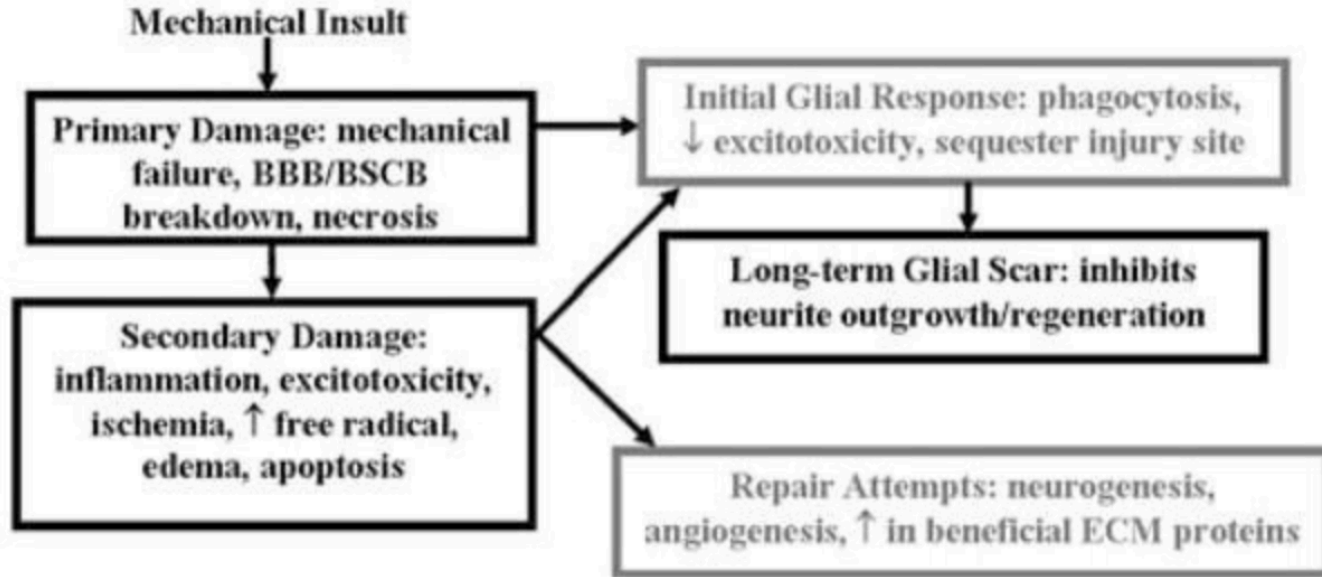 Mechanical Insult
Primary Damage: mechanical
failure, BBB/BSCB
breakdown, necrosis
Secondary Damage:
inflammation, excitotoxicity,
ischemia, ↑ free radical,
edema, apoptosis
Initial Glial Response: phagocytosis,
↓ excitotoxicity, sequester injury site
Long-term Glial Scar: inhibits
neurite outgrowth/regeneration
Repair Attempts: neurogenesis,
angiogenesis, ↑ in beneficial ECM proteins